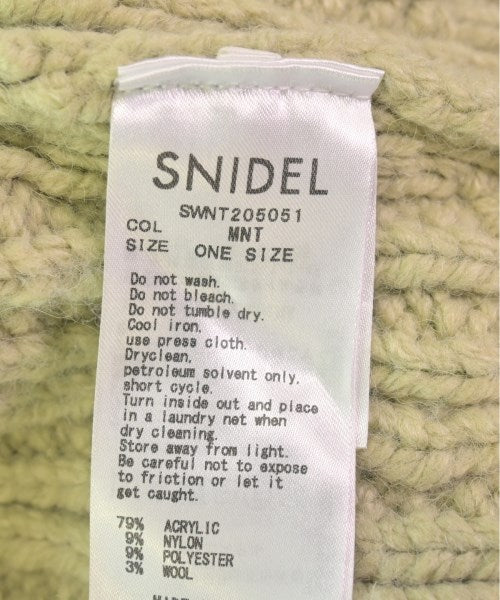 SNIDEL
SWNT205051
COL MNT
SIZE ONE SIZE
Do not wash.
Do not bleach.
Do not tumble dry.
Cool iron.
use press cloth.
Dryclean.
petroleum solvent only.
short cycle.
Turn inside out and place
in a laundry net when
dry cleaning.
Store away from light.
Be careful not to expose
to friction or let it
get caught.
79% ACRYLIC
9% NYLON
9% POLYESTER
3% WOOL